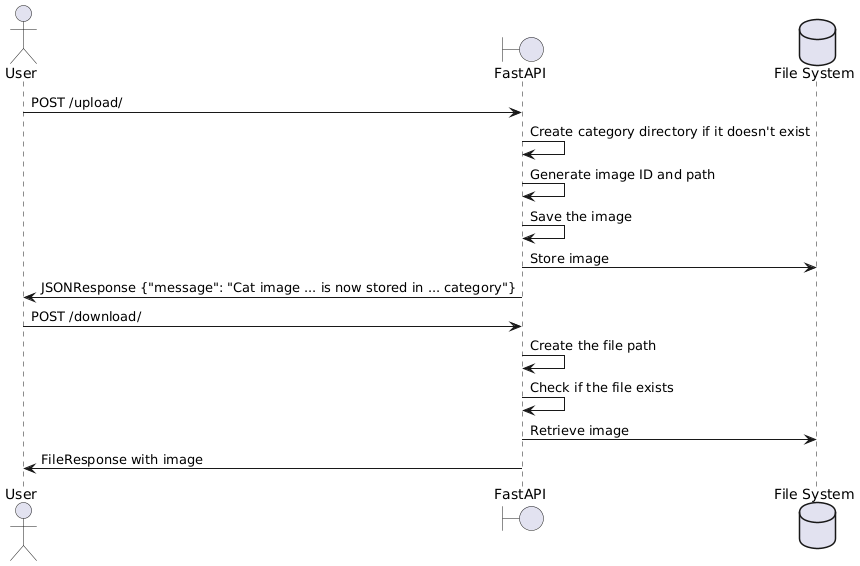 User
FastAPI
File System
POST /upload/
Create category directory if it doesn't exist
Generate image ID and path
Save the image
Store image
JSONResponse {"message": "Cat image ... is now stored in ... category"}
POST /download/
Create the file path
Check if the file exists
Retrieve image
FileResponse with image
User
FastAPI
File System